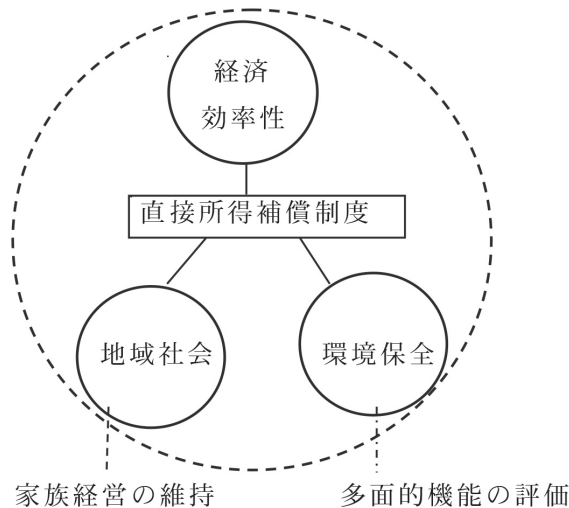 経済
効率性
直接所得補償制度
地域社会
環境保全
家族経営の維持
多面的機能の評価